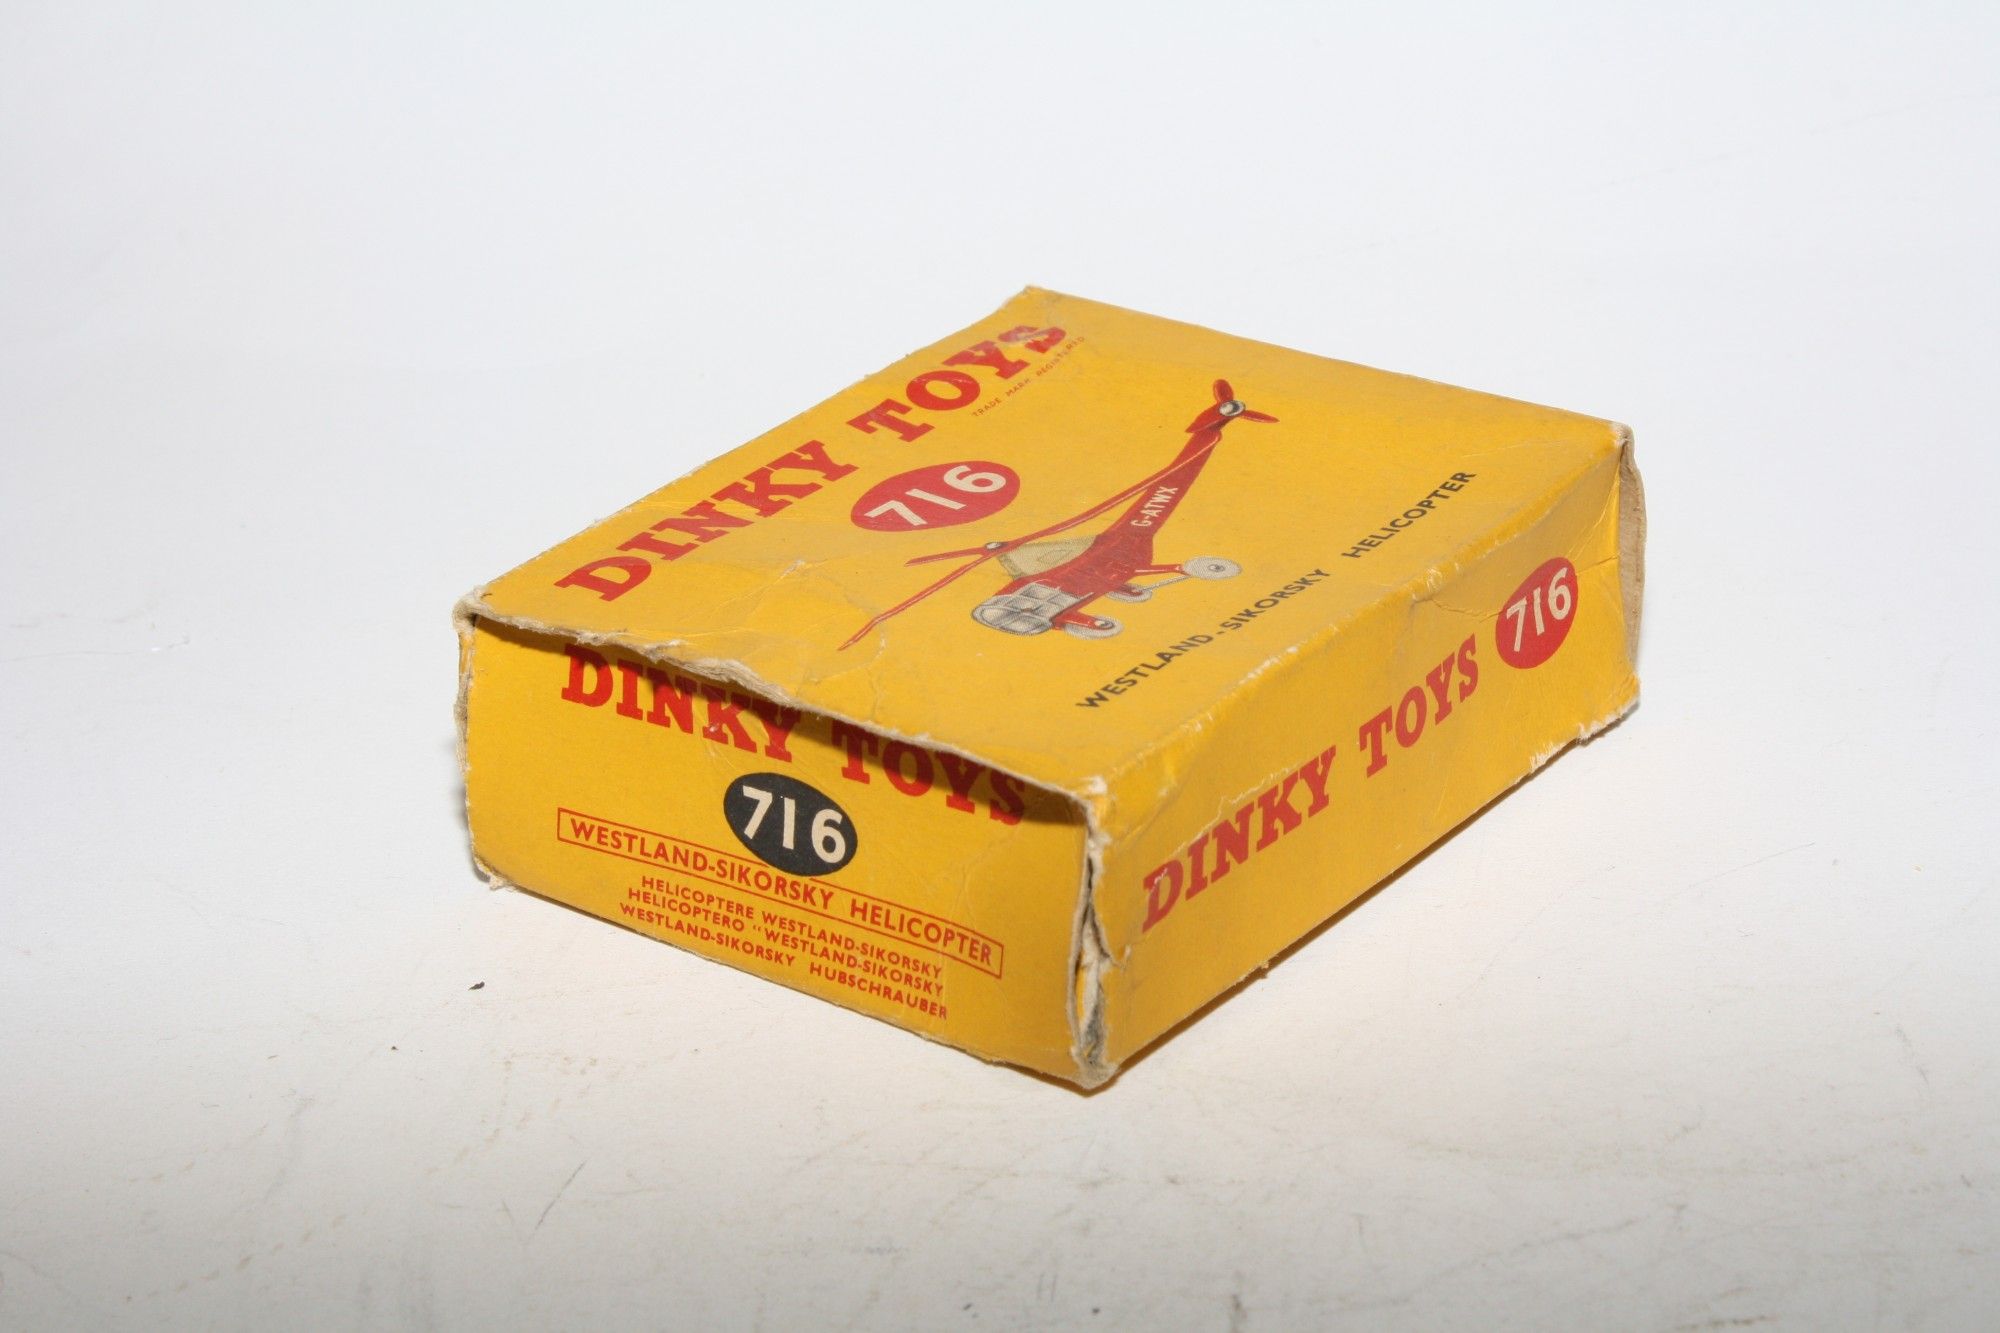 DINKY TOYS
TRADE MARK REGISTERED
716
G-ATWX
WESTLAND-SIKORSKY HELICOPTER
DINKY TOYS
716
WESTLAND-SIKORSKY HELICOPTER
HELICOPTERE WESTLAND-SIKORSKY
HELICOPTERO "WESTLAND-SIKORSKY
WESTLAND-SIKORSKY HUBSCHRAUBER
DINKY TOYS 716